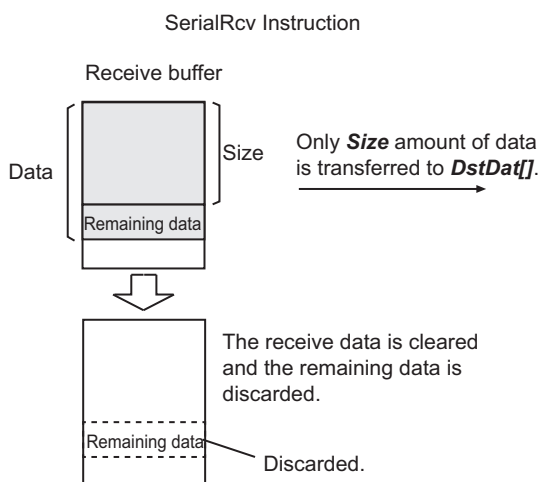 SerialRcv Instruction
Receive buffer
Data
Size
Only Size amount of data
is transferred to DstDat[].
Remaining data
The receive data is cleared
and the remaining data is
discarded.
Remaining data
Discarded.